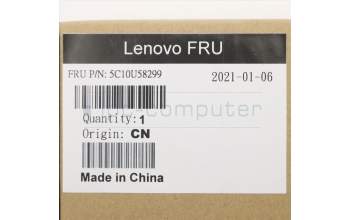 Lenovo FRU
FRU P/N: 5C10U58299 2021-01-06
Quantity: 1
Origin: CN
Made in China